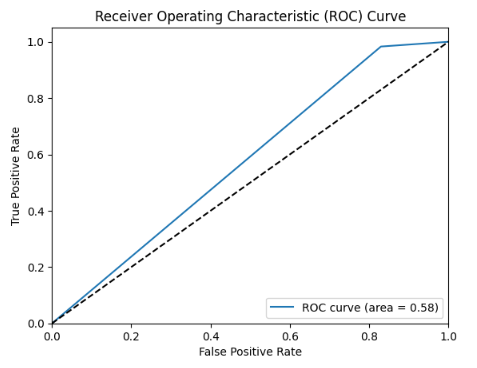 Receiver Operating Characteristic (ROC) Curve
1.0
0.8
0.6
0.4
0.2
0.0
True Positive Rate
ROC curve (area = 0.58)
0.0 0.2 0.4 0.6 0.8 1.0
False Positive Rate